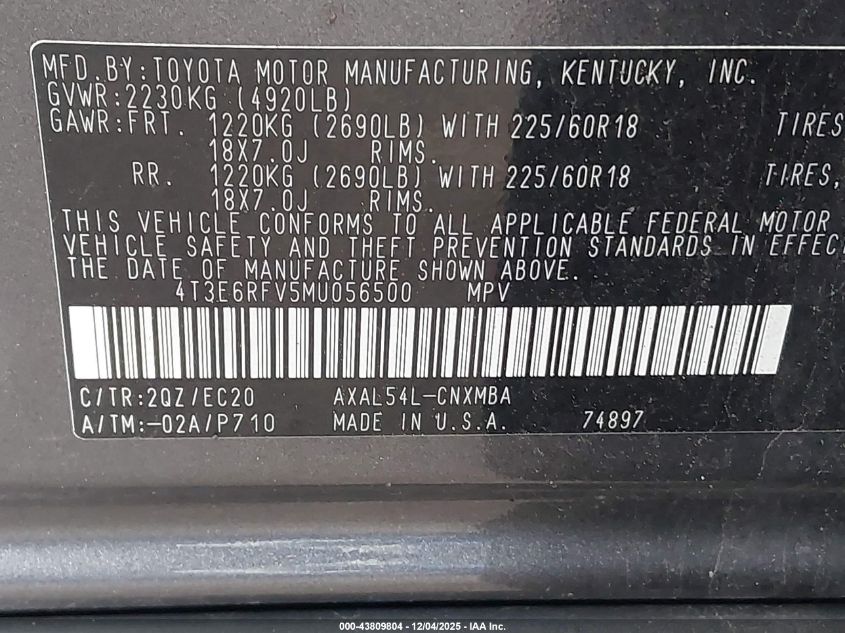 MFD.BY:TOYOTA MOTOR MANUFACTURING, KENTUCKY, INC.
GVWR:2230KG (4920LB)
GAWR:FRT. 1220KG (2690LB) WITH 225/60R18 TIRES
18X7.0J RIMS.
RR. 1220KG (2690LB) WITH 225/60R18 TIRES,
18X7.0J RIMS.
THIS VEHICLE CONFORMS TO ALL APPLICABLE FEDERAL MOTOR
VEHICLE SAFETY AND THEFT PREVENTION STANDARDS IN EFFEC
THE DATE OF MANUFACTURE SHOWN ABOVE.
4T3E6RFV5MU056500 MPV
C/TR:2QZ/EC20 AXAL54L-CNXMBA
A/TM:-02A/P710 MADE IN U.S.A. 74897
000-43809804 - 12/04/2025 - IAA Inc.